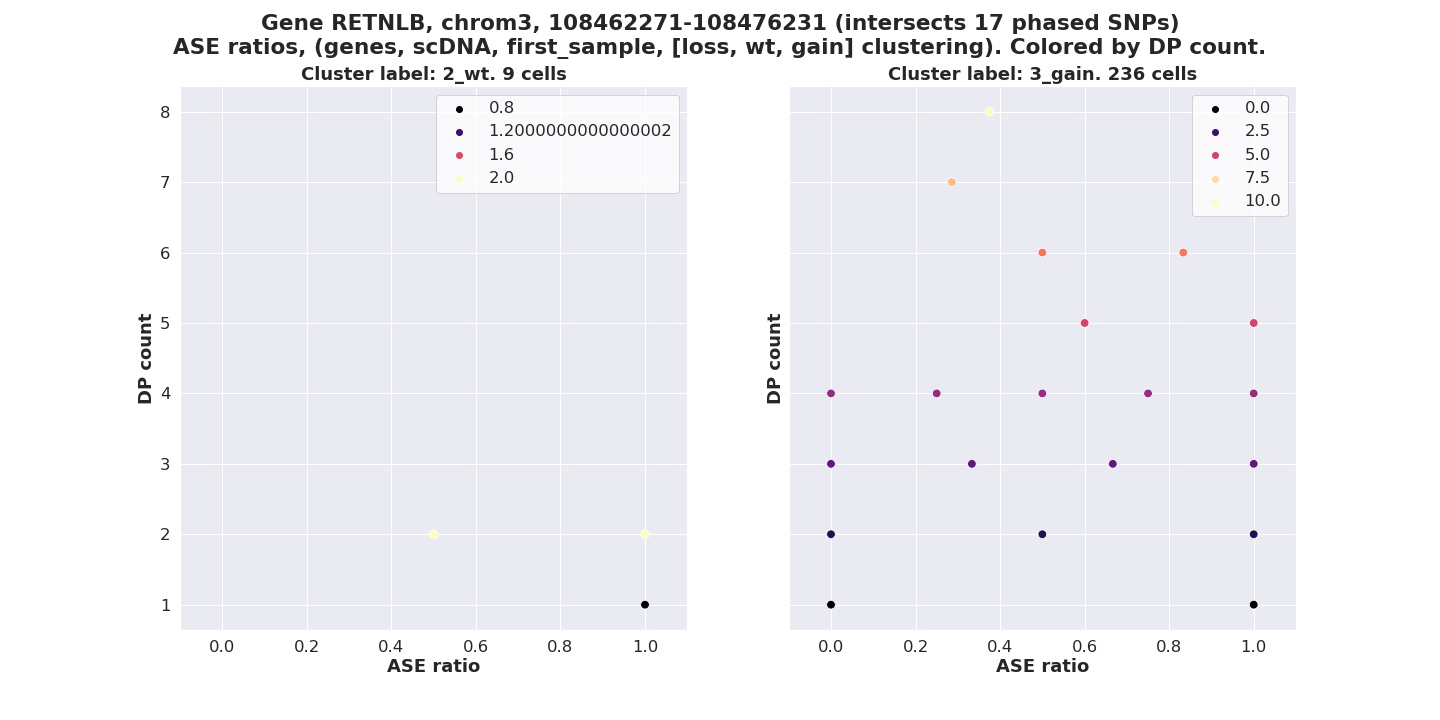 Gene RETNLB, chrom3, 108462271-108476231 (intersects 17 phased SNPs)
ASE ratios, (genes, scDNA, first_sample, [loss, wt, gain] clustering). Colored by DP count.
Cluster label: 2_wt. 9 cells
0.8
1.2000000000000002
1.6
2.0
8
7
6
5
4
3
2
1
DP count
0.0 0.2 0.4 0.6 0.8 1.0
ASE ratio
Cluster label: 3_gain. 236 cells
0.0
2.5
5.0
7.5
10.0
DP count
0.0 0.2 0.4 0.6 0.8 1.0
ASE ratio